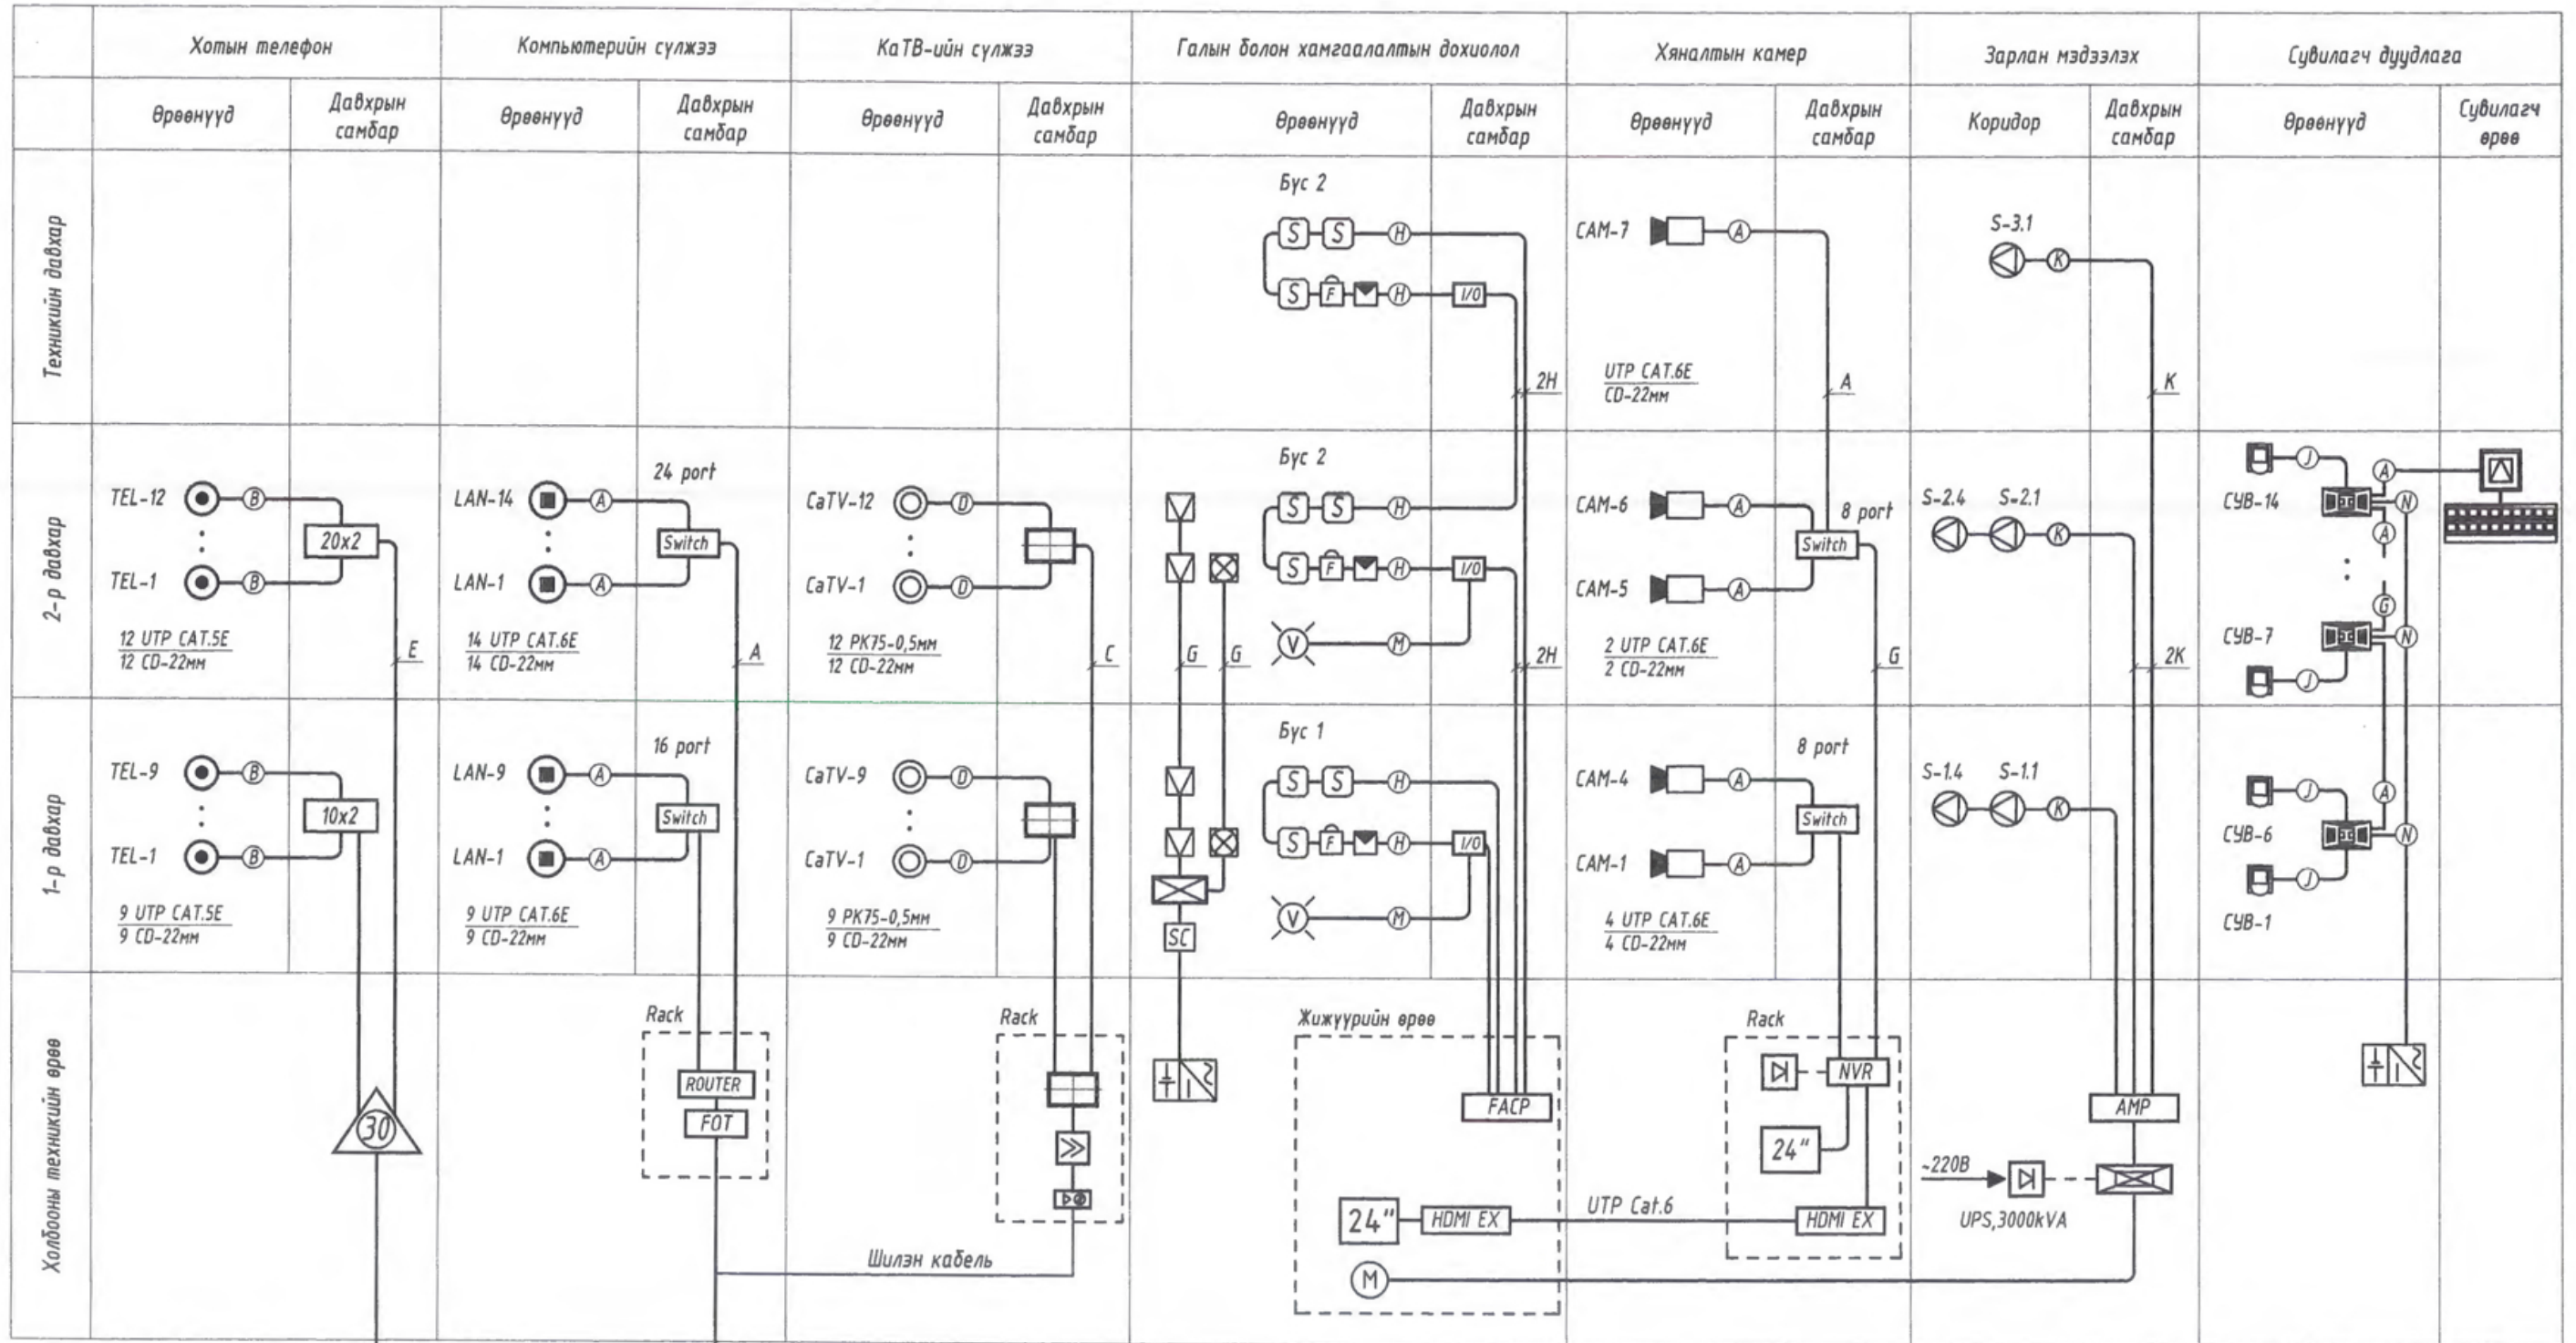 Хотын телефон
Компьютерийн сүлжээ
КаТВ-ийн сүлжээ
Галын болон хамгаалалтын дохиолол
Хяналтын камер
Зарлан мэдээлэх
Сувилагч дуудлага
Өрөөнүүд
Давхрын
самбар
Өрөөнүүд
Давхрын
самбар
Өрөөнүүд
Давхрын
самбар
Өрөөнүүд
Давхрын
самбар
Өрөөнүүд
Давхрын
самбар
Коридор
Давхрын
самбар
Өрөөнүүд
Сувилагч
өрөө
Техникийн давхар
Бүс 2
S S H
S F H I/O
2H
CAM-7 A
UTP CAT.6E
CD-22мм
A
S-3.1
K
K
2-р давхар
TEL-12 B
20x2
TEL-1 B
12 UTP CAT.5E
12 CD-22мм
E
24 port
LAN-14 A
Switch
LAN-1 A
14 UTP CAT.6E
14 CD-22мм
A
CaTV-12 D
CaTV-1 D
12 РК75-0,5мм
12 CD-22мм
C
G G
Бүс 2
S S H
S F H I/O
V M
2H
CAM-6 A
8 port
Switch
CAM-5 A
2 UTP CAT.6E
2 CD-22мм
G
S-2.4 S-2.1
K
2K
J A
СУВ-14 N
A
G
СУВ-7 N
J
1-р давхар
TEL-9 B
10x2
TEL-1 B
9 UTP CAT.5E
9 CD-22мм
16 port
LAN-9 A
Switch
LAN-1 A
9 UTP CAT.6E
9 CD-22мм
CaTV-9 D
CaTV-1 D
9 РК75-0,5мм
9 CD-22мм
SC
Бүс 1
S S H
S F H I/O
V M
8 port
CAM-4 A
Switch
CAM-1 A
4 UTP CAT.6E
4 CD-22мм
S-1.4 S-1.1
K
J A
СУВ-6 N
J
СУВ-1
Холбооны техникийн өрөө
30
Rack
ROUTER
FOT
Rack
Шилэн кабель
Жижүүрийн өрөө
FACP
24" HDMI EX
M
UTP Cat.6
Rack
NVR
24"
HDMI EX
AMP
~220В
UPS,3000kVA